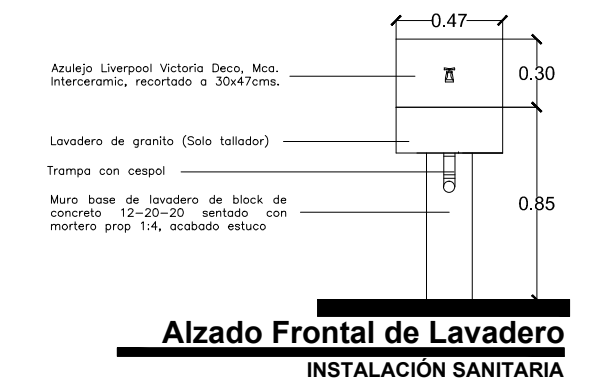 0.47
Azulejo Liverpool Victoria Deco, Mca.
Interceramic, recortado a 30x47cms.
0.30
Lavadero de granito (Solo tallador)
Trampa con cespol
Muro base de lavadero de block de
concreto 12-20-20 sentado con
mortero prop 1:4, acabado estuco
0.85
Alzado Frontal de Lavadero
INSTALACIÓN SANITARIA